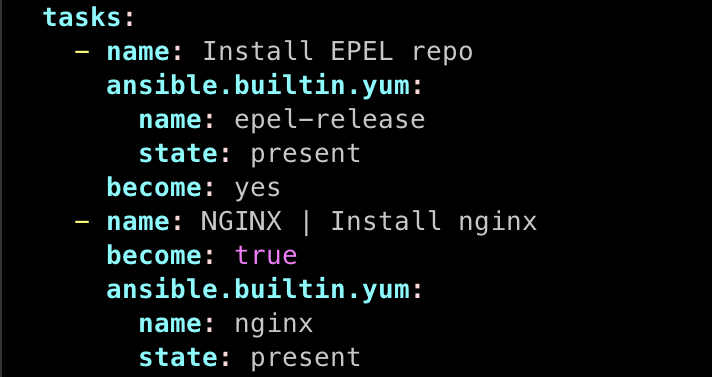 tasks:
  - name: Install EPEL repo
    ansible.builtin.yum:
      name: epel-release
      state: present
    become: yes
  - name: NGINX | Install nginx
    become: true
    ansible.builtin.yum:
      name: nginx
      state: present